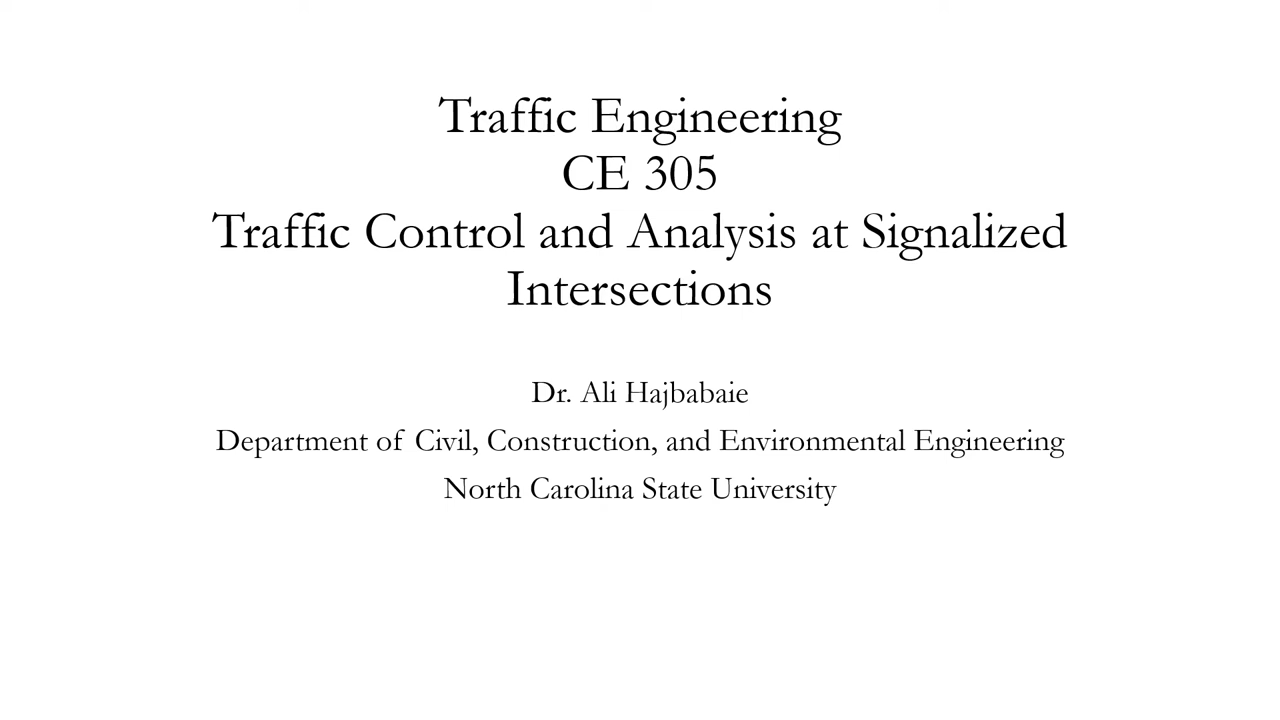 Traffic Engineering
CE 305
Traffic Control and Analysis at Signalized
Intersections
Dr. Ali Hajbabaie
Department of Civil, Construction, and Environmental Engineering
North Carolina State University